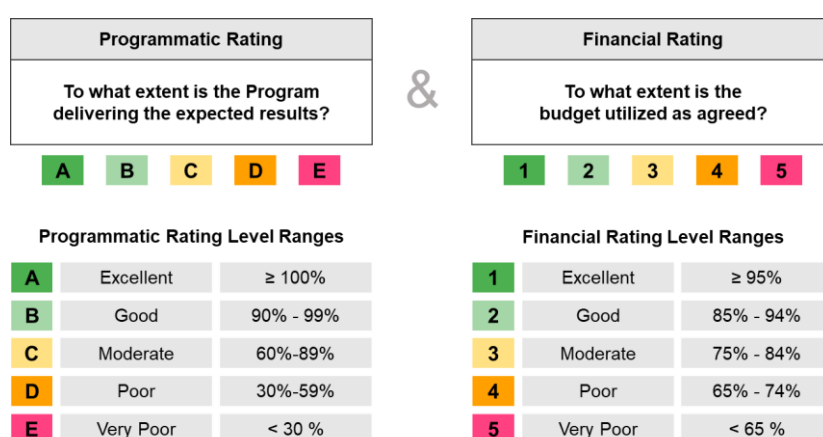 Programmatic Rating
To what extent is the Program
delivering the expected results?
A B C D E
&
Financial Rating
To what extent is the
budget utilized as agreed?
1 2 3 4 5
Programmatic Rating Level Ranges
A Excellent ≥ 100%
B Good 90% - 99%
C Moderate 60%-89%
D Poor 30%-59%
E Very Poor < 30 %
Financial Rating Level Ranges
1 Excellent ≥ 95%
2 Good 85% - 94%
3 Moderate 75% - 84%
4 Poor 65% - 74%
5 Very Poor < 65 %